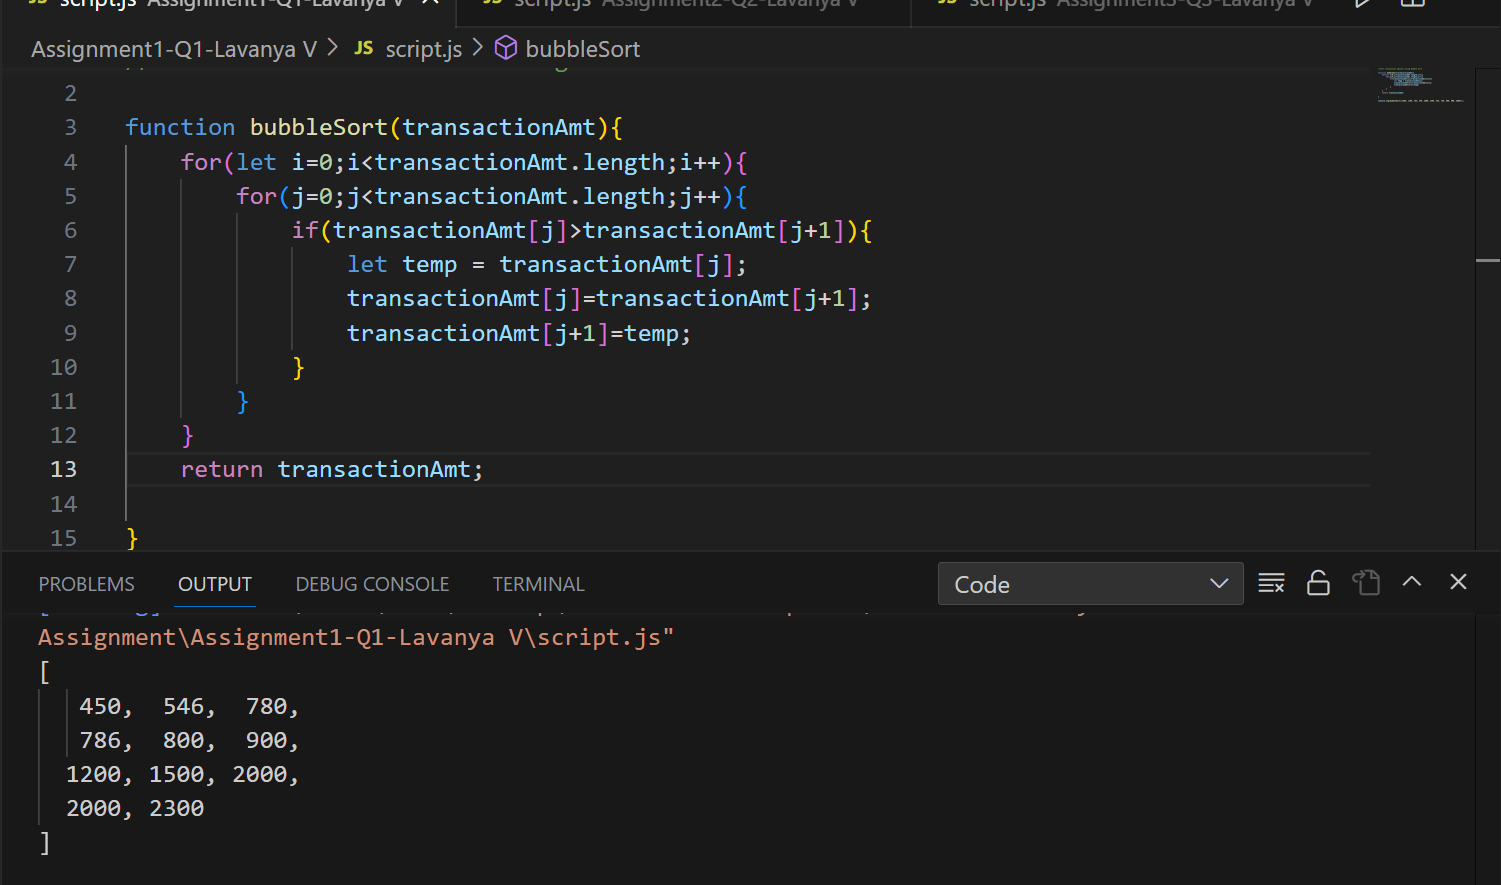 script.js Assignment1-Q1-Lavanya V script.js Assignment2-Q2-Lavanya V script.js Assignment3-Q3-Lavanya V
Assignment1-Q1-Lavanya V > JS script.js > bubbleSort
2
3 function bubbleSort(transactionAmt){
4 for(let i=0;i<transactionAmt.length;i++){
5 for(j=0;j<transactionAmt.length;j++){
6 if(transactionAmt[j]>transactionAmt[j+1]){
7 let temp = transactionAmt[j];
8 transactionAmt[j]=transactionAmt[j+1];
9 transactionAmt[j+1]=temp;
10 }
11 }
12 }
13 return transactionAmt;
14
15 }
PROBLEMS OUTPUT DEBUG CONSOLE TERMINAL Code
Assignment\Assignment1-Q1-Lavanya V\script.js"
[
450, 546, 780,
786, 800, 900,
1200, 1500, 2000,
2000, 2300
]